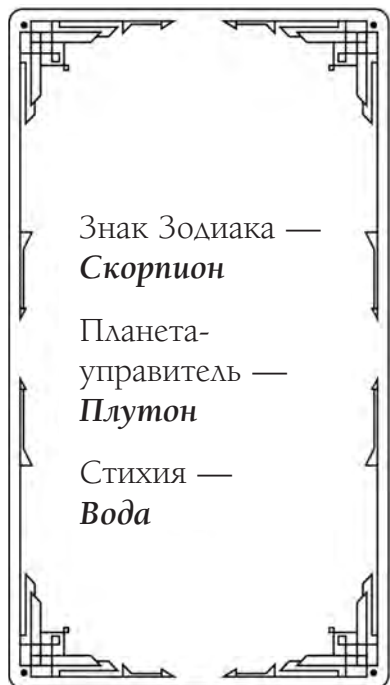 Знак Зодиака —
Скорпион
Планета-
управитель —
Плутон
Стихия —
Вода